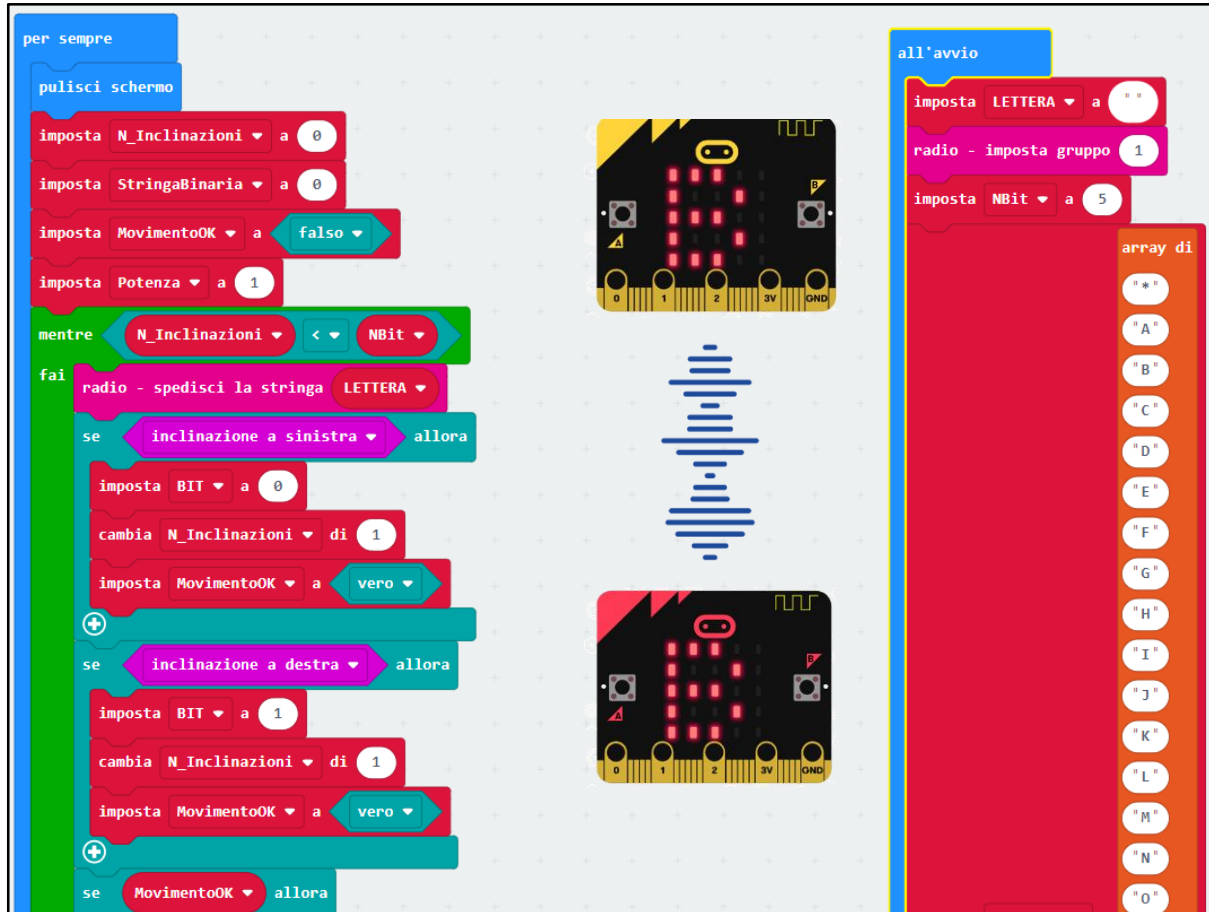 per sempre
pulisci schermo
imposta N_Inclinazioni a 0
imposta StringaBinaria a 0
imposta MovimentoOK a falso
imposta Potenza a 1
mentre N_Inclinazioni < NBit
fai
radio - spedisci la stringa LETTERA
se inclinazione a sinistra allora
imposta BIT a 0
cambia N_Inclinazioni di 1
imposta MovimentoOK a vero
se inclinazione a destra allora
imposta BIT a 1
cambia N_Inclinazioni di 1
imposta MovimentoOK a vero
se MovimentoOK allora
B
A
0 1 2 3V GND
B
A
0 1 2 3V GND
all'avvio
imposta LETTERA a " "
radio - imposta gruppo 1
imposta NBit a 5
array di
"*"
"A"
"B"
"C"
"D"
"E"
"F"
"G"
"H"
"I"
"J"
"K"
"L"
"M"
"N"
"O"